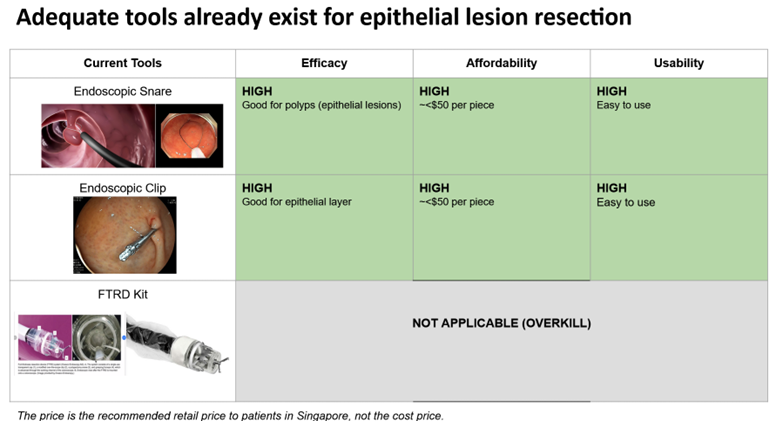 Adequate tools already exist for epithelial lesion resection
Current Tools
Efficacy
Affordability
Usability
Endoscopic Snare
HIGH
Good for polyps (epithelial lesions)
HIGH
~<$50 per piece
HIGH
Easy to use
Endoscopic Clip
HIGH
Good for epithelial layer
HIGH
~<$50 per piece
HIGH
Easy to use
FTRD Kit
NOT APPLICABLE (OVERKILL)
The price is the recommended retail price to patients in Singapore, not the cost price.